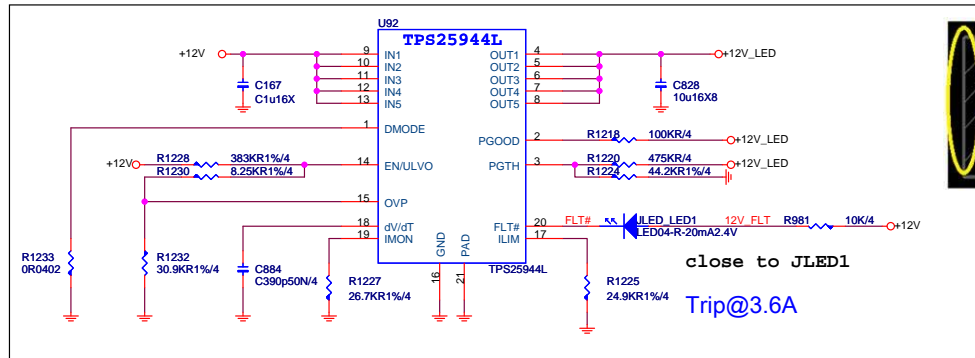 U92
TPS25944L
+12V
9 IN1 OUT1 4 +12V_LED
10 IN2 OUT2 5
11 IN3 OUT3 6
12 IN4 OUT4 7
13 IN5 OUT5 8
C167
C1u16X
C828
10u16X8
1 DMODE
PGOOD 2 R1218 100KR/4 +12V_LED
+12V R1228 383KR1%/4 14 EN/ULVO
R1230 8.25KR1%/4
PGTH 3 R1220 475KR/4 +12V_LED
R1224 44.2KR1%/4
15 OVP
18 dV/dT
19 IMON
FLT# 20 FLT# JLED_LED1 12V_FLT R981 10K/4 +12V
LED04-R-20mA2.4V
ILIM 17
GND PAD
16 21
TPS25944L
R1233
0R0402
R1232
30.9KR1%/4
C884
C390p50N/4
R1227
26.7KR1%/4
R1225
24.9KR1%/4
close to JLED1
Trip@3.6A